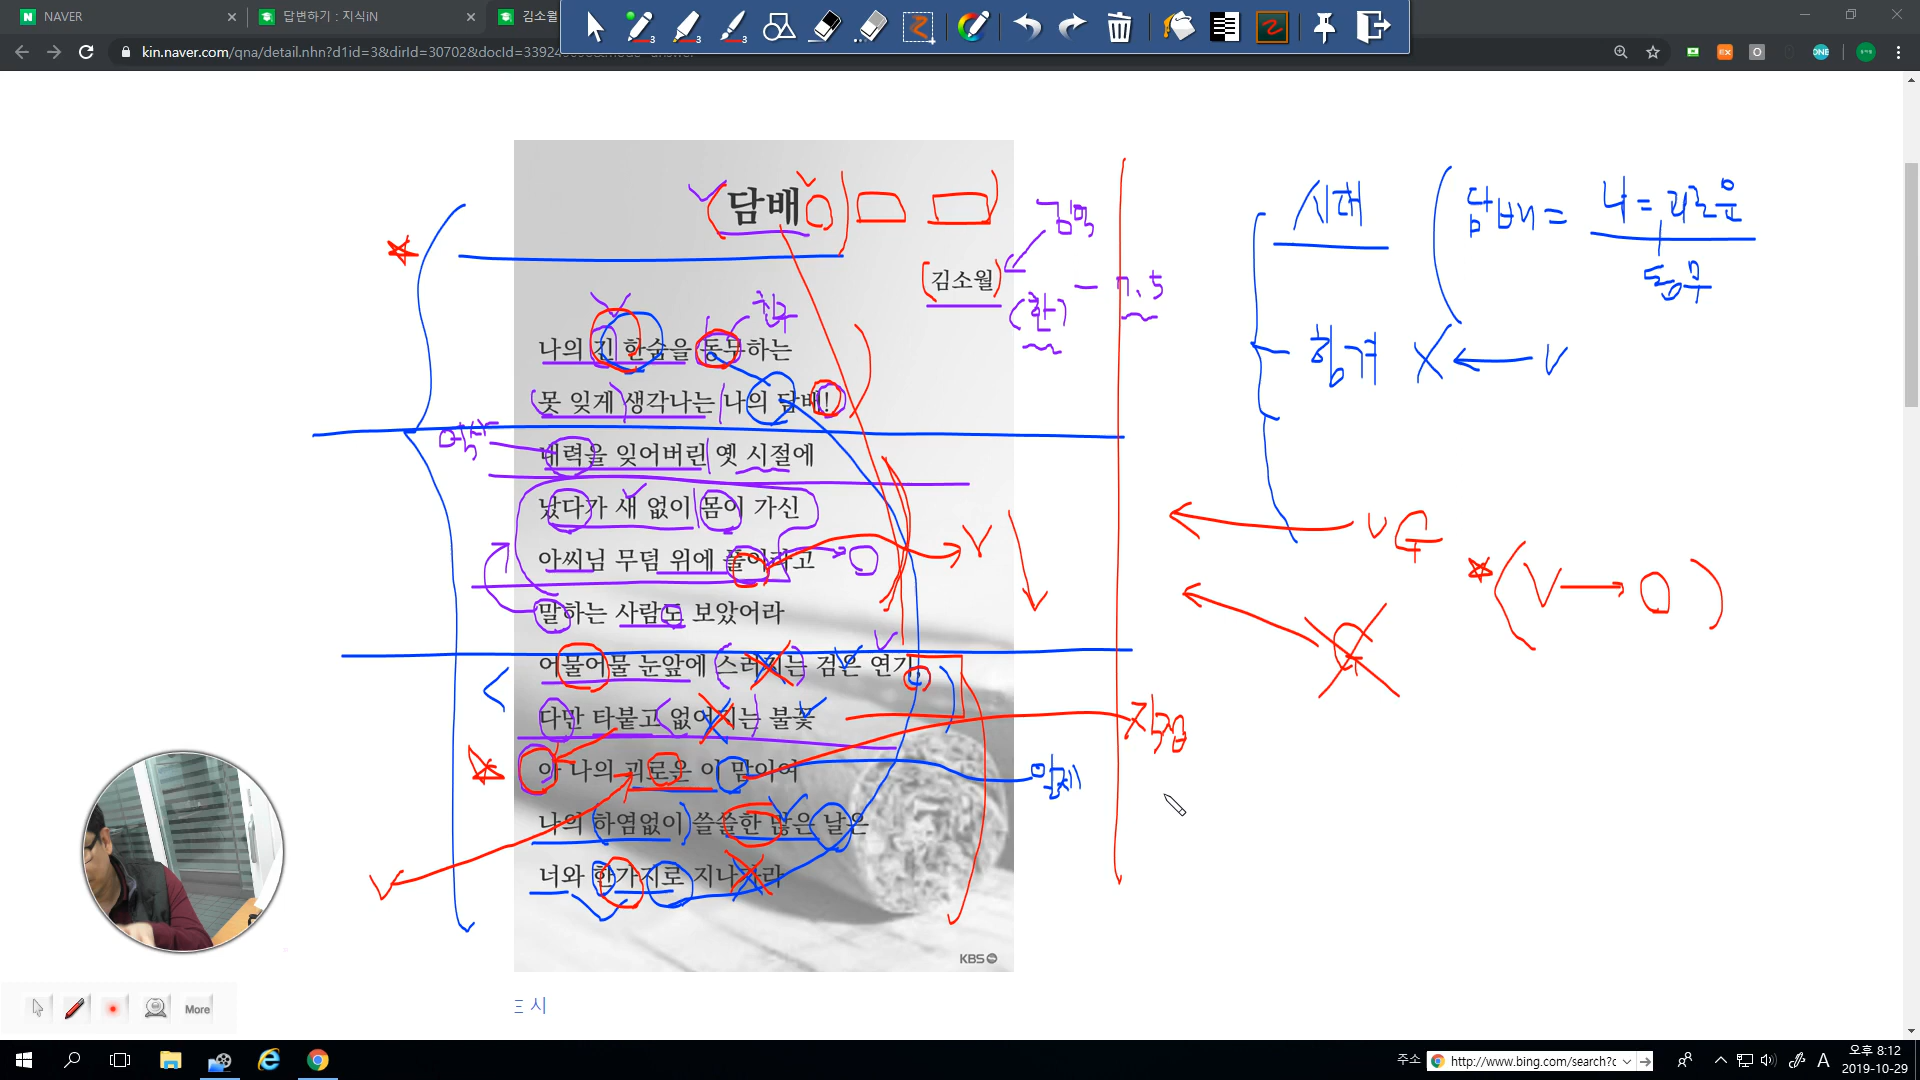 NAVER
답변하기 : 지식iN
김소월
kin.naver.com/qna/detail.nhn?d1id=3&dirId=30702&docId=
담배
김소월
나의 긴 한숨을 동무하는
못 잊게 생각나는 나의 담배!
내력을 잊어버린 옛 시절에
났다가 새 없이 몸이 가신
아씨님 무덤 위에 풀이라고
말하는 사람도 보았어라
어물어물 눈앞에 스러지는 검은 연기
다만 타붙고 없어지는 불꽃
아 나의 괴로운 이 맘이여
나의 하염없이 쓸쓸한 많은 날은
너와 한가지로 지나가라
KBS
친구
(한) - 7.5
역사
시대
담배 = 나 = 괴로운
동무
V
V
V → O
V
시
More
주소
http://www.bing.com/search?c
A
오후 8:12
2019-10-29